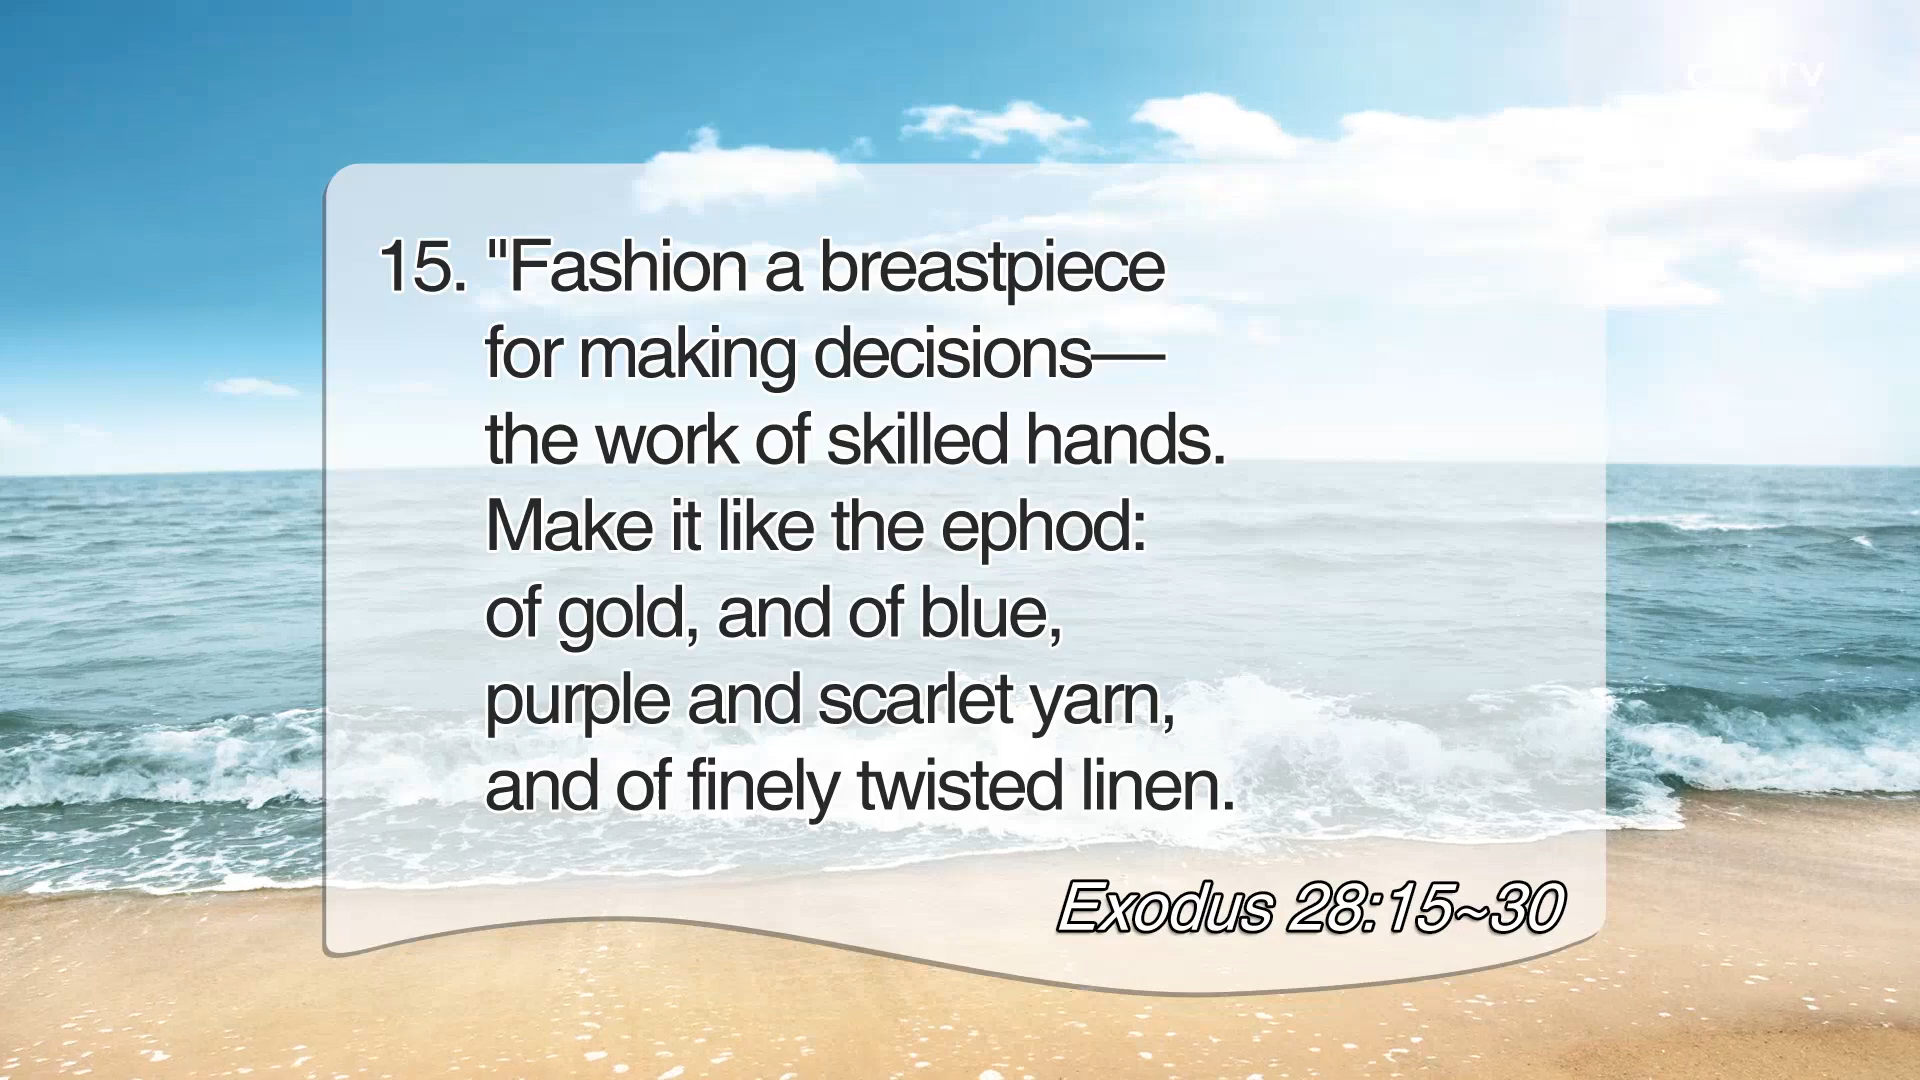 15. "Fashion a breastpiece
for making decisions—
the work of skilled hands.
Make it like the ephod:
of gold, and of blue,
purple and scarlet yarn,
and of finely twisted linen.
Exodus 28:15~30